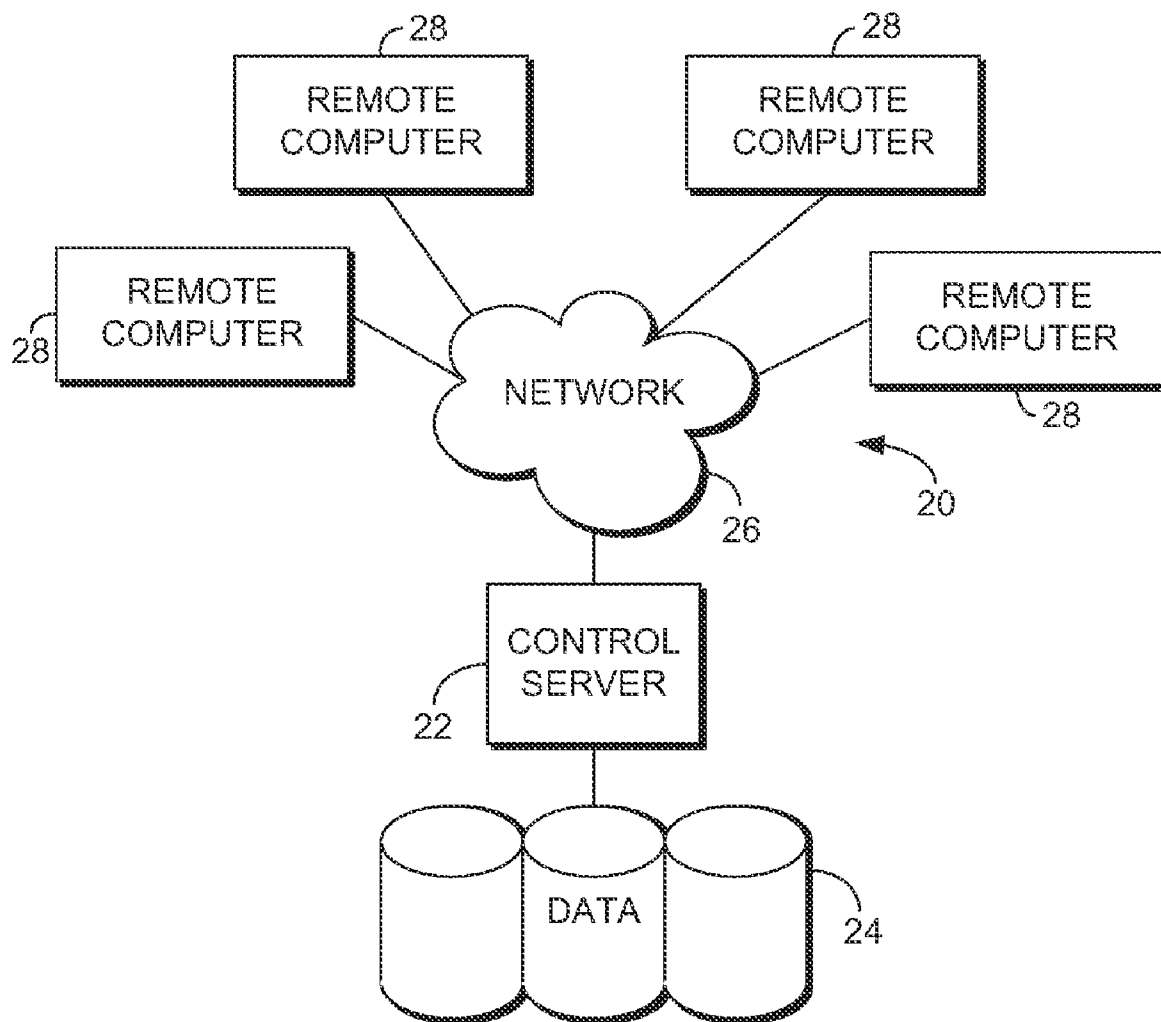 28
28
REMOTE
COMPUTER
REMOTE
COMPUTER
REMOTE
COMPUTER
REMOTE
COMPUTER
28
NETWORK
28
20
26
CONTROL
SERVER
22
DATA
24